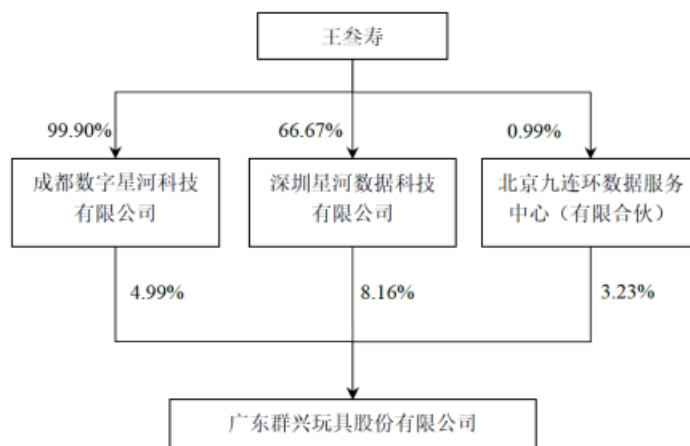 王叁寿
99.90%
66.67%
0.99%
成都数字星河科技
有限公司
深圳星河数据科技
有限公司
北京九连环数据服务
中心（有限合伙）
4.99%
8.16%
3.23%
广东群兴玩具股份有限公司